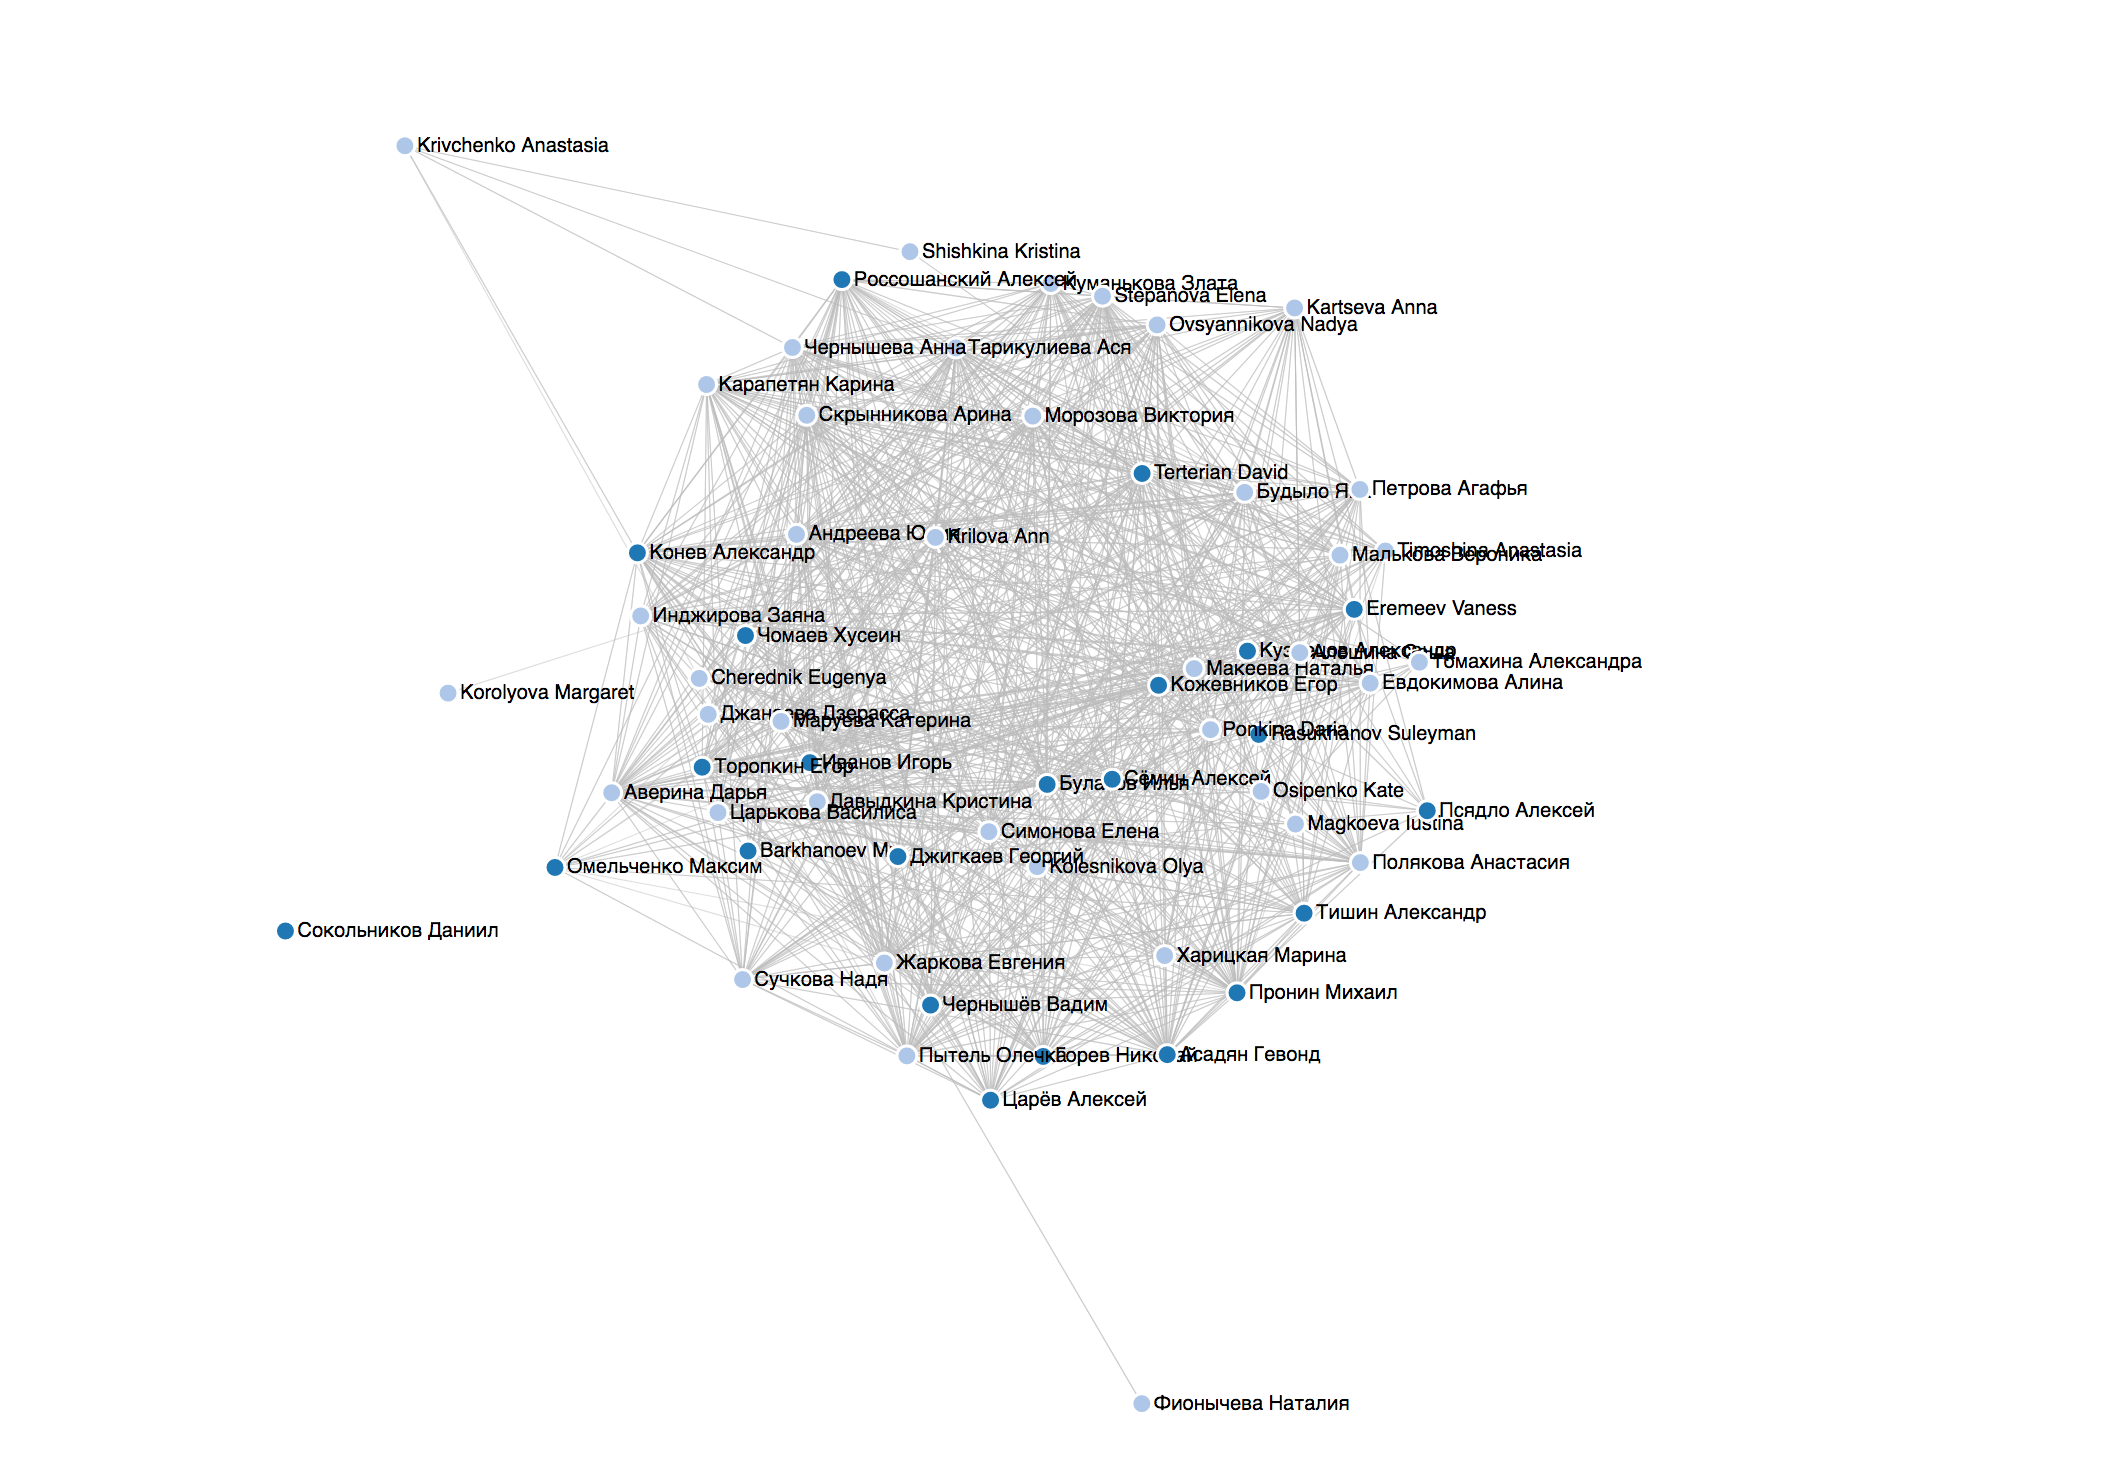 Krivchenko Anastasia
Shishkina Kristina
Россошанский Алексей
Куманькова Злата
Stepanova Elena
Kartseva Anna
Ovsyannikova Nadya
Чернышева Анна
Тарикулиева Ася
Карапетян Карина
Скрынникова Арина
Морозова Виктория
Terterian David
Петрова Агафья
Будыло
Андреева
Krilova Ann
Timoshina Anastasia
Конев Александр
Малькова Вероника
Eremeev Vaness
Инджирова Заяна
Чомаев Хусеин
Кузнецов Александр
Алешина
Томахина Александра
Макеева Наталья
Cherednik Eugenya
Евдокимова Алина
Кожевников Егор
Korolyova Margaret
Дзерасса
Маруева Катерина
Ponkina Daria
Rasukhanov Suleyman
Иванов Игорь
Торопкин Егор
Сёмин Алексей
Булатов Илья
Osipenko Kate
Аверина Дарья
Давыдкина Кристина
Царькова Василиса
Псядло Алексей
Magkoeva Iustina
Симонова Елена
Barkhanoev
Джигкаев Георгий
Полякова Анастасия
Омельченко Максим
Kolesnikova Olya
Тишин Александр
Сокольников Даниил
Харицкая Марина
Жаркова Евгения
Сучкова Надя
Пронин Михаил
Чернышёв Вадим
Пытель Олечка
Горев Николай
Асадян Гевонд
Царёв Алексей
Фионычева Наталия